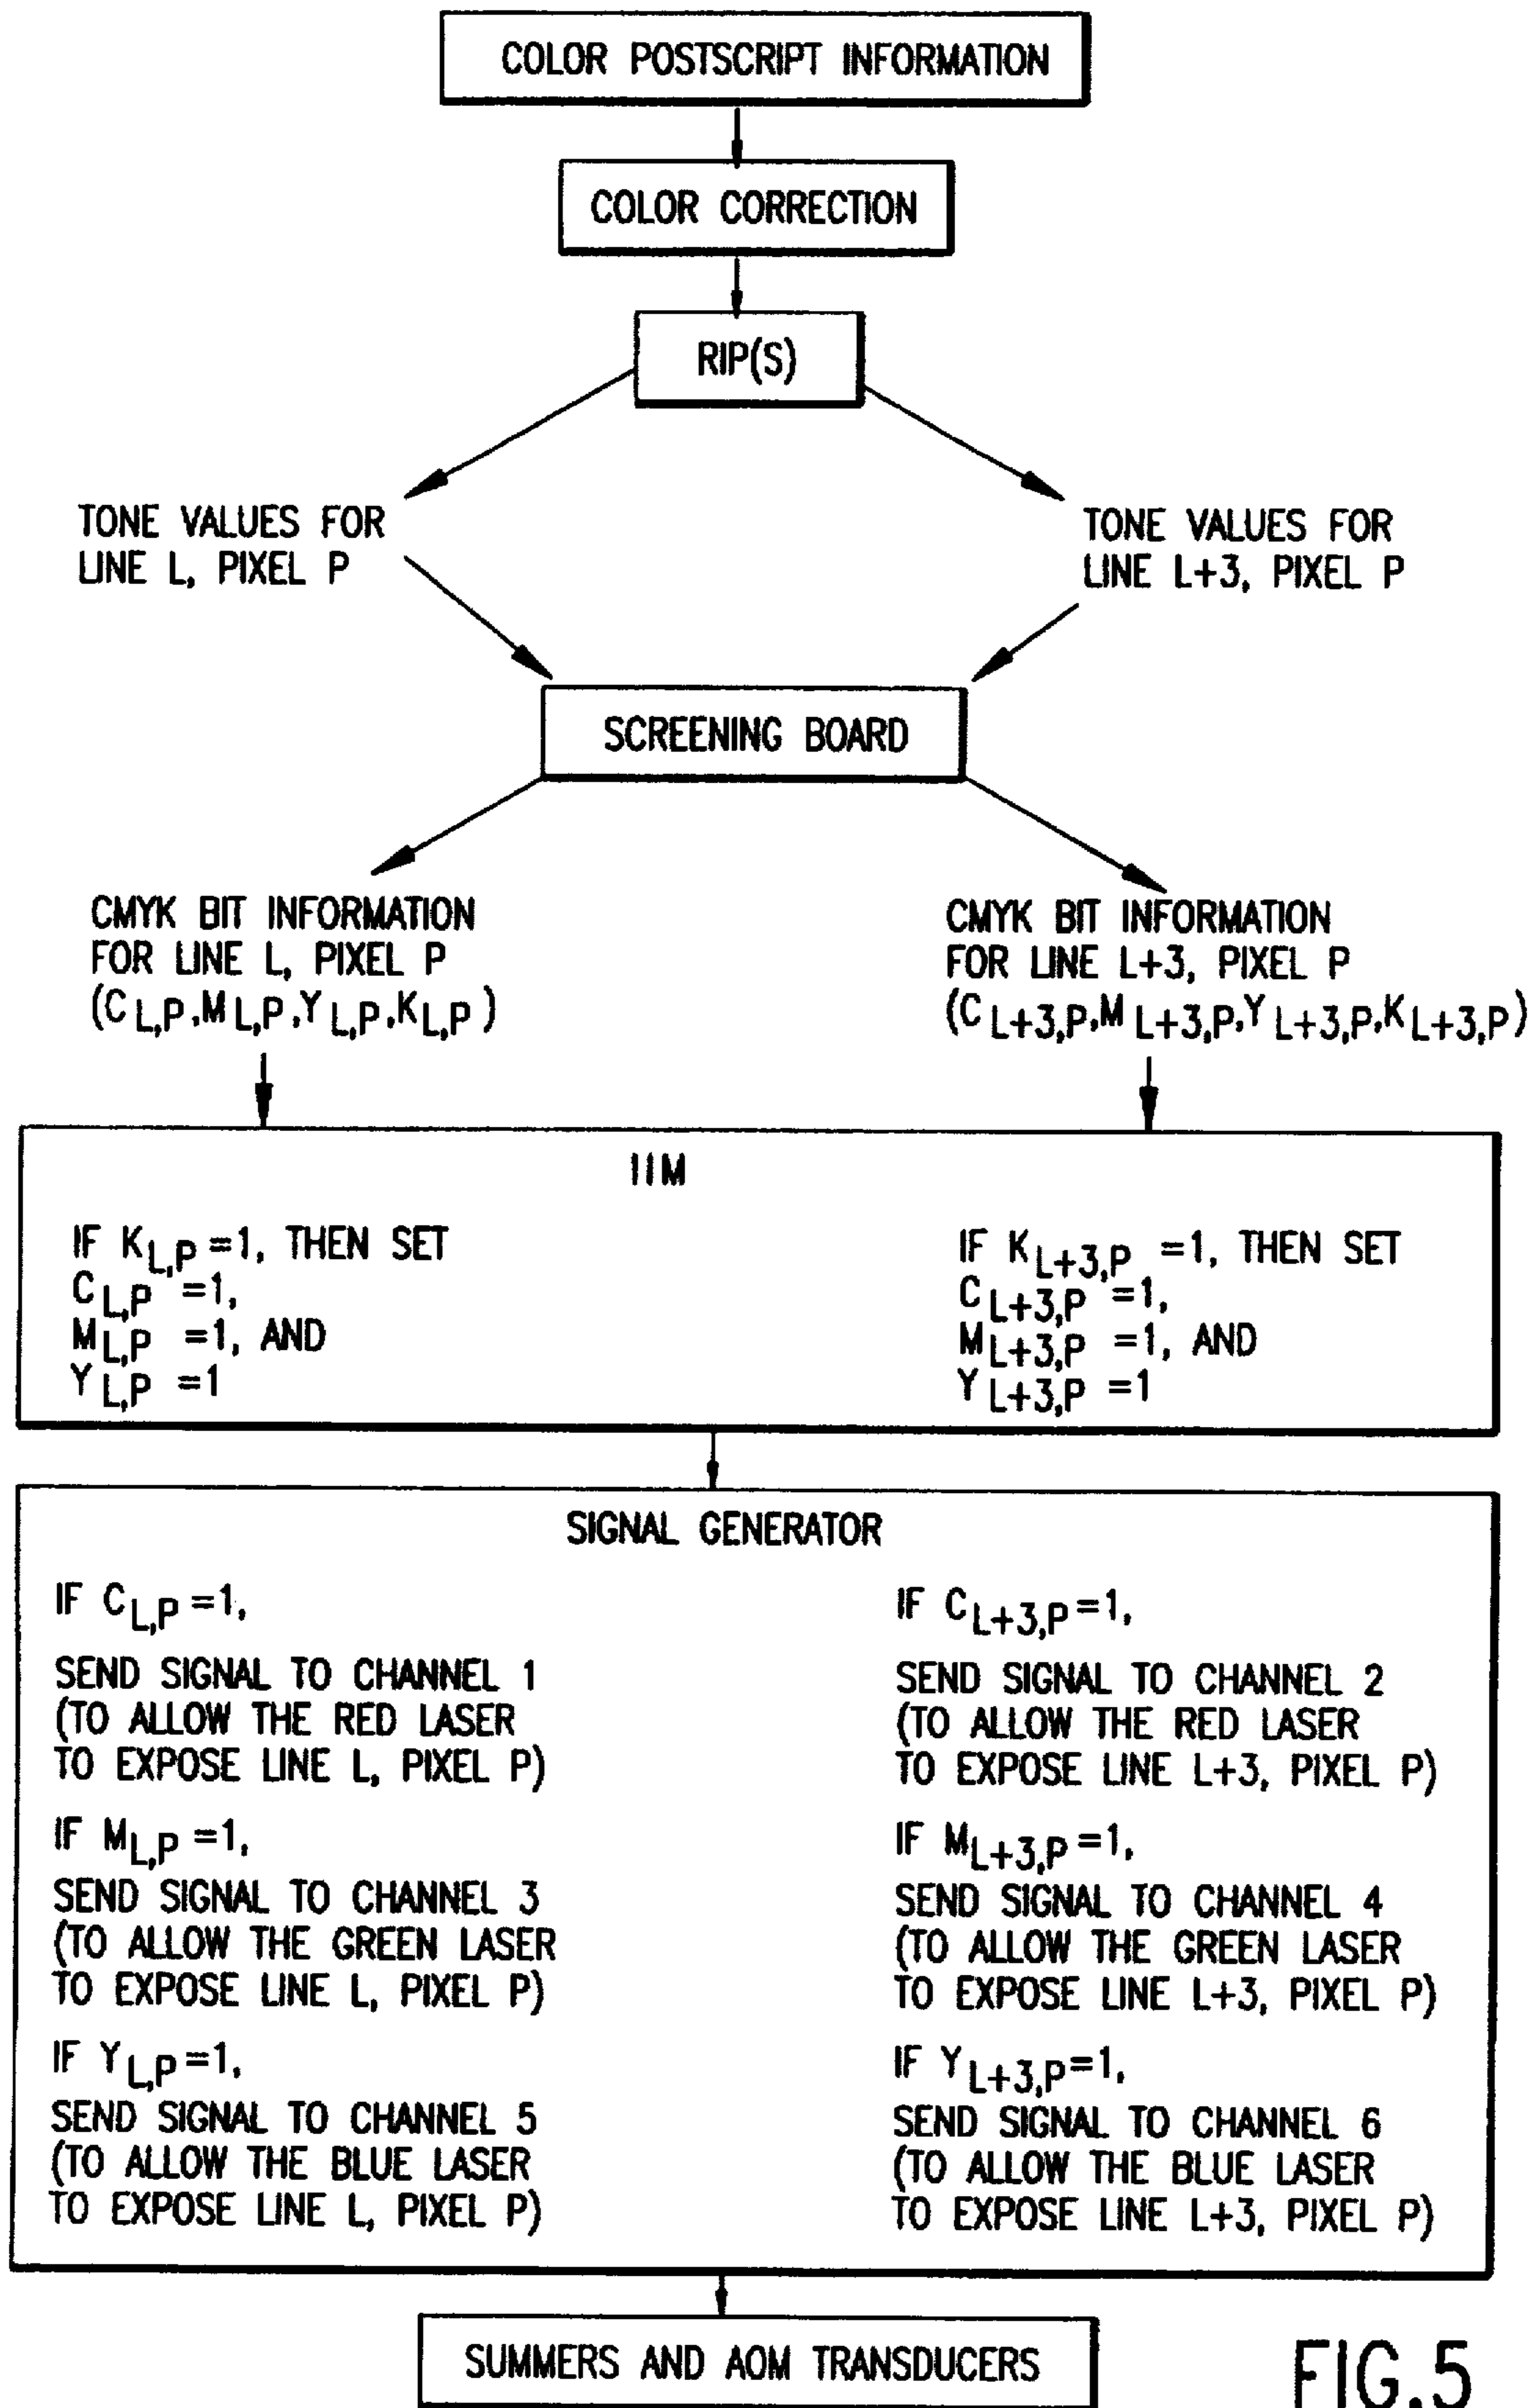 COLOR POSTSCRIPT INFORMATION
COLOR CORRECTION
RIP(S)
TONE VALUES FOR
LINE L, PIXEL P
TONE VALUES FOR
LINE L+3, PIXEL P
SCREENING BOARD
CMYK BIT INFORMATION
FOR LINE L, PIXEL P
(C L,P, M L,P, Y L,P, K L,P)
CMYK BIT INFORMATION
FOR LINE L+3, PIXEL P
(C L+3,P, M L+3,P, Y L+3,P, K L+3,P)
IIM
IF K L,P =1, THEN SET
C L,P =1,
M L,P =1, AND
Y L,P =1
IF K L+3,P =1, THEN SET
C L+3,P =1,
M L+3,P =1, AND
Y L+3,P =1
SIGNAL GENERATOR
IF C L,P =1,
SEND SIGNAL TO CHANNEL 1
(TO ALLOW THE RED LASER
TO EXPOSE LINE L, PIXEL P)
IF M L,P =1,
SEND SIGNAL TO CHANNEL 3
(TO ALLOW THE GREEN LASER
TO EXPOSE LINE L, PIXEL P)
IF Y L,P =1,
SEND SIGNAL TO CHANNEL 5
(TO ALLOW THE BLUE LASER
TO EXPOSE LINE L, PIXEL P)
IF C L+3,P =1,
SEND SIGNAL TO CHANNEL 2
(TO ALLOW THE RED LASER
TO EXPOSE LINE L+3, PIXEL P)
IF M L+3,P =1,
SEND SIGNAL TO CHANNEL 4
(TO ALLOW THE GREEN LASER
TO EXPOSE LINE L+3, PIXEL P)
IF Y L+3,P =1,
SEND SIGNAL TO CHANNEL 6
(TO ALLOW THE BLUE LASER
TO EXPOSE LINE L+3, PIXEL P)
SUMMERS AND AOM TRANSDUCERS
FIG.5